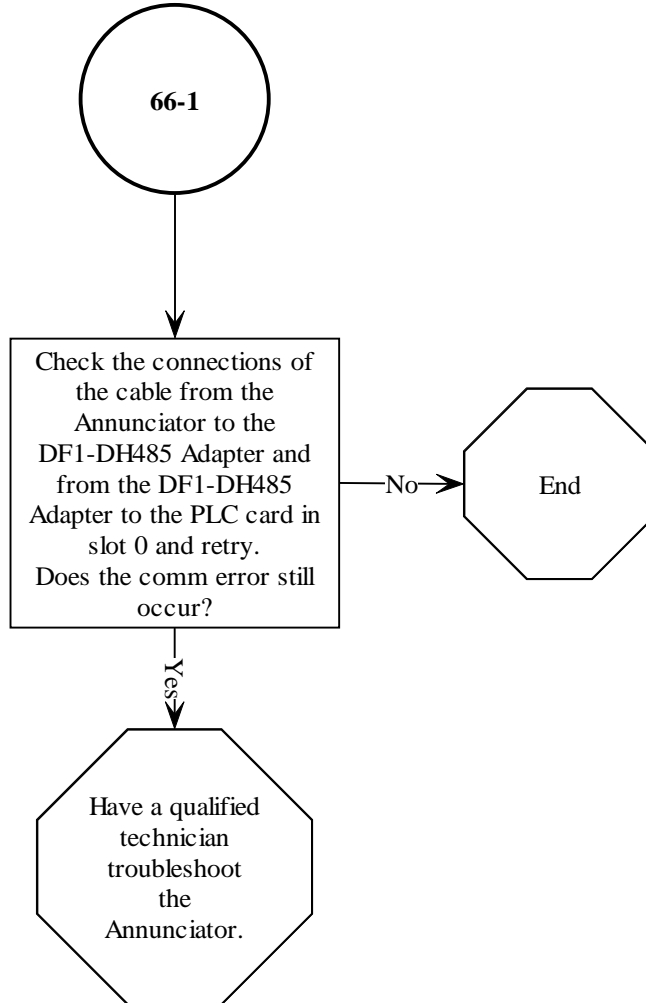 66-1
Check the connections of
the cable from the
Annunciator to the
DF1-DH485 Adapter and
from the DF1-DH485
Adapter to the PLC card in
slot 0 and retry.
Does the comm error still
occur?
No
End
Yes
Have a qualified
technician
troubleshoot
the
Annunciator.